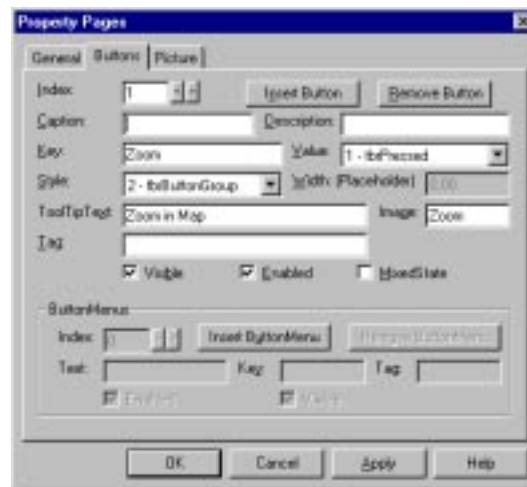 Property Pages
General Buttons Picture
Index: 1 Insert Button Remove Button
Caption: Description:
Key: Zoom Value: 1 - tbrPressed
Style: 2 - tbrButtonGroup Width: (Placeholder) 0.00
ToolTipText: Zoom in Map Image: Zoom
Tag:
Visible Enabled MixedState
ButtonMenus
Index: 0 Insert ButtonMenu Remove ButtonMenu
Text: Key: Tag:
Enabled Visible
OK Cancel Apply Help